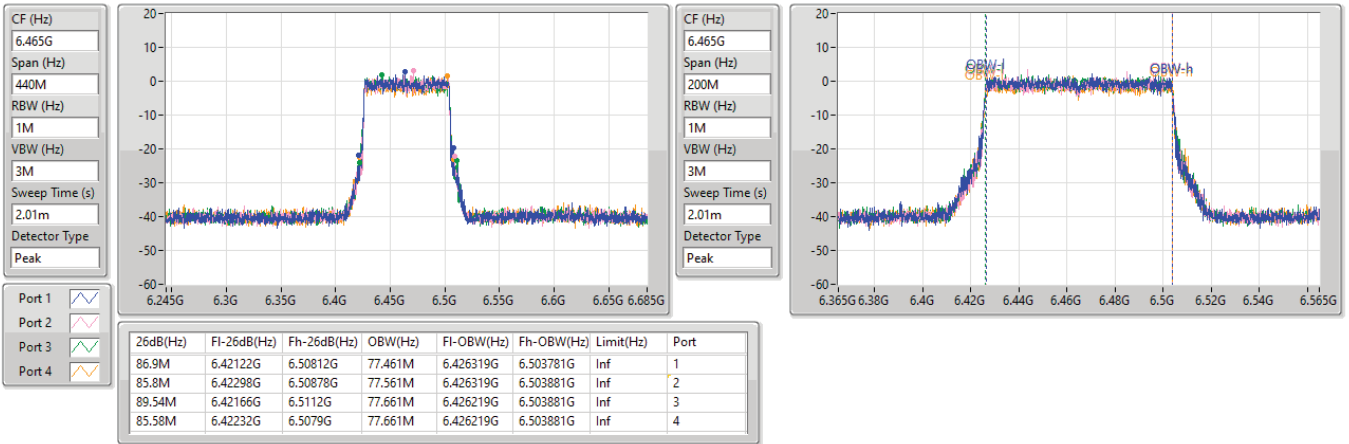 CF (Hz)
6.465G
Span (Hz)
440M
RBW (Hz)
1M
VBW (Hz)
3M
Sweep Time (s)
2.01m
Detector Type
Peak
20
10
0
-10
-20
-30
-40
-50
-60
6.245G 6.3G 6.35G 6.4G 6.45G 6.5G 6.55G 6.6G 6.65G 6.685G
CF (Hz)
6.465G
Span (Hz)
200M
RBW (Hz)
1M
VBW (Hz)
3M
Sweep Time (s)
2.01m
Detector Type
Peak
20
10
0
-10
-20
-30
-40
-50
-60
OBW-l
OBW-h
6.365G 6.38G 6.4G 6.42G 6.44G 6.46G 6.48G 6.5G 6.52G 6.54G 6.565G
Port 1
Port 2
Port 3
Port 4
26dB(Hz) Fl-26dB(Hz) Fh-26dB(Hz) OBW(Hz) Fl-OBW(Hz) Fh-OBW(Hz) Limit(Hz) Port
86.9M 6.42122G 6.50812G 77.461M 6.426319G 6.503781G Inf 1
85.8M 6.42298G 6.50878G 77.561M 6.426319G 6.503881G Inf 2
89.54M 6.42166G 6.5112G 77.661M 6.426219G 6.503881G Inf 3
85.58M 6.42232G 6.5079G 77.661M 6.426219G 6.503881G Inf 4